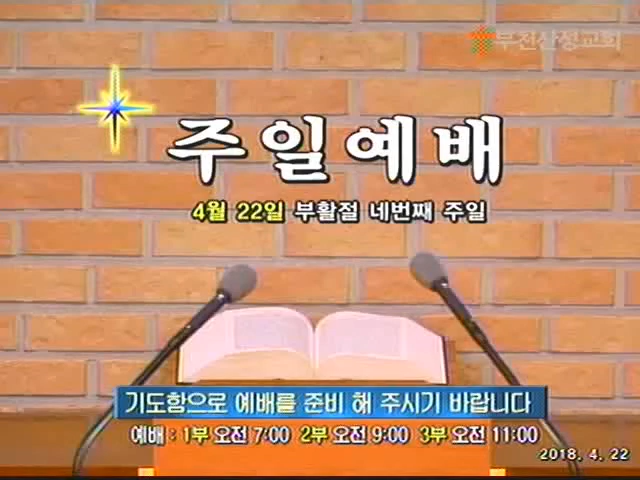 부전산성교회
주일예배
4월 22일 부활절 네번째 주일
기도함으로 예배를 준비 해 주시기 바랍니다
예배 : 1부 오전 7:00 2부 오전 9:00 3부 오전 11:00
2018. 4. 22